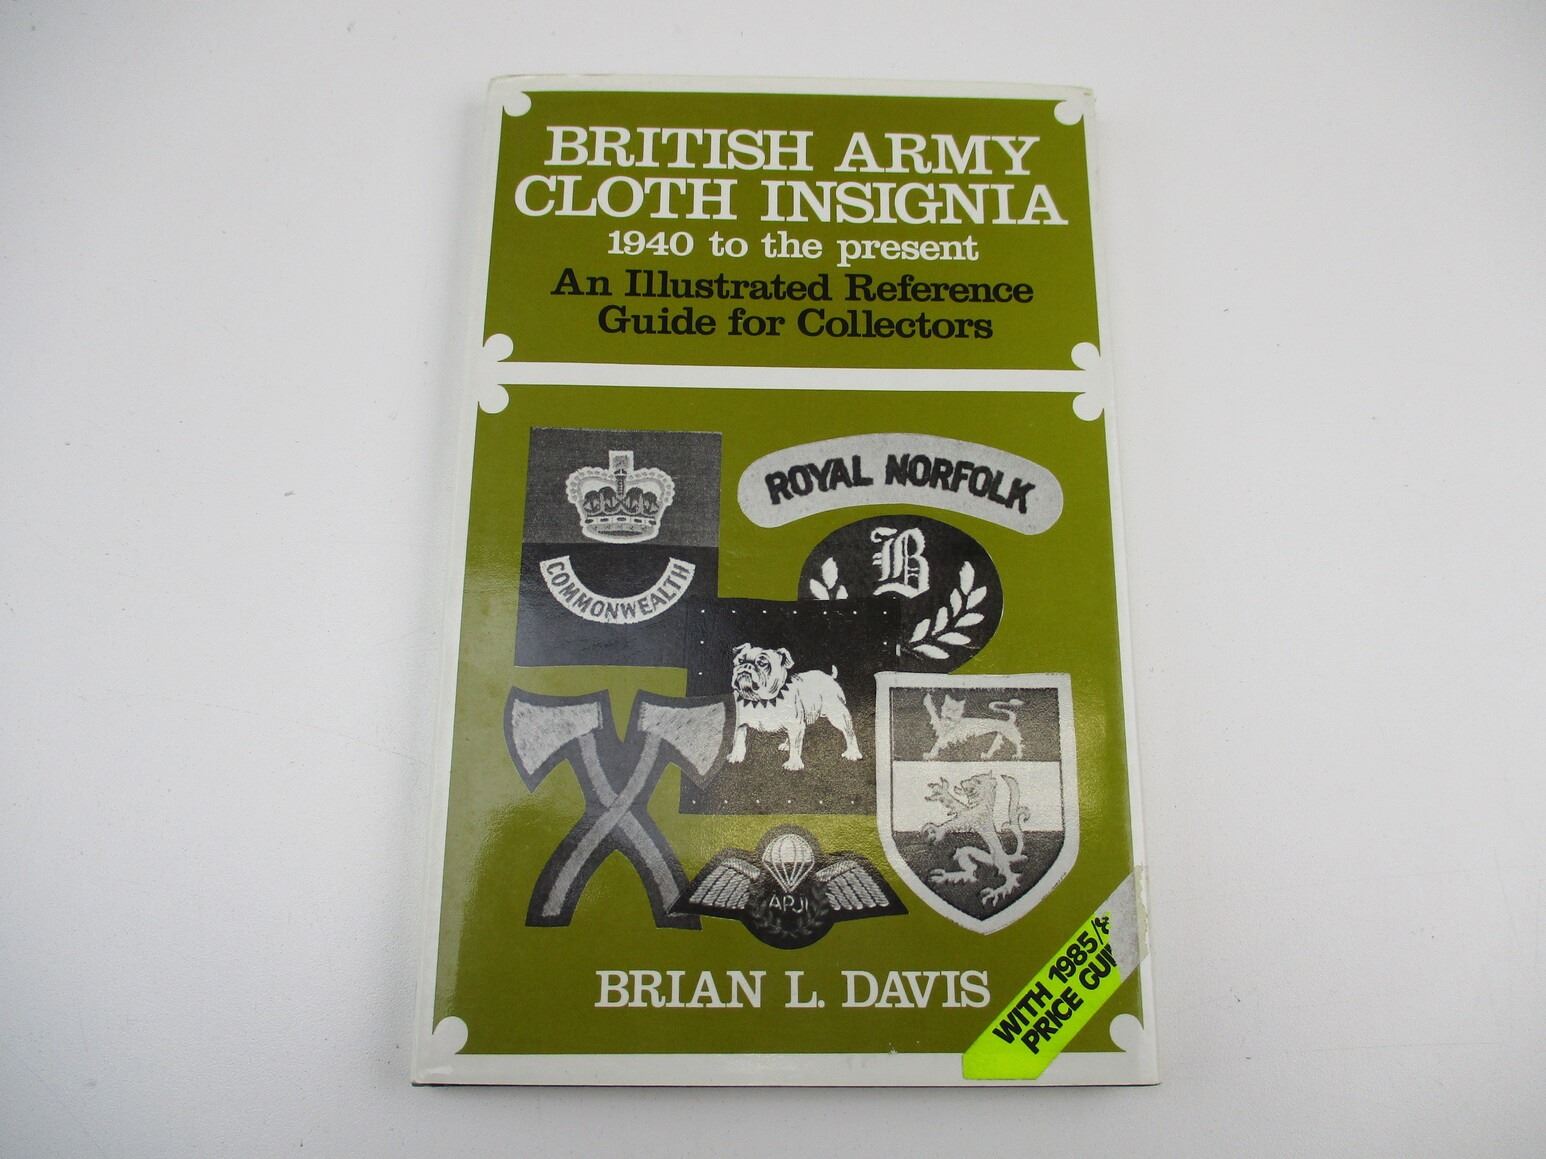 BRITISH ARMY
CLOTH INSIGNIA
1940 to the present
An Illustrated Reference
Guide for Collectors
COMMONWEALTH
ROYAL NORFOLK
B
APJI
BRIAN L. DAVIS
WITH 1985/
PRICE